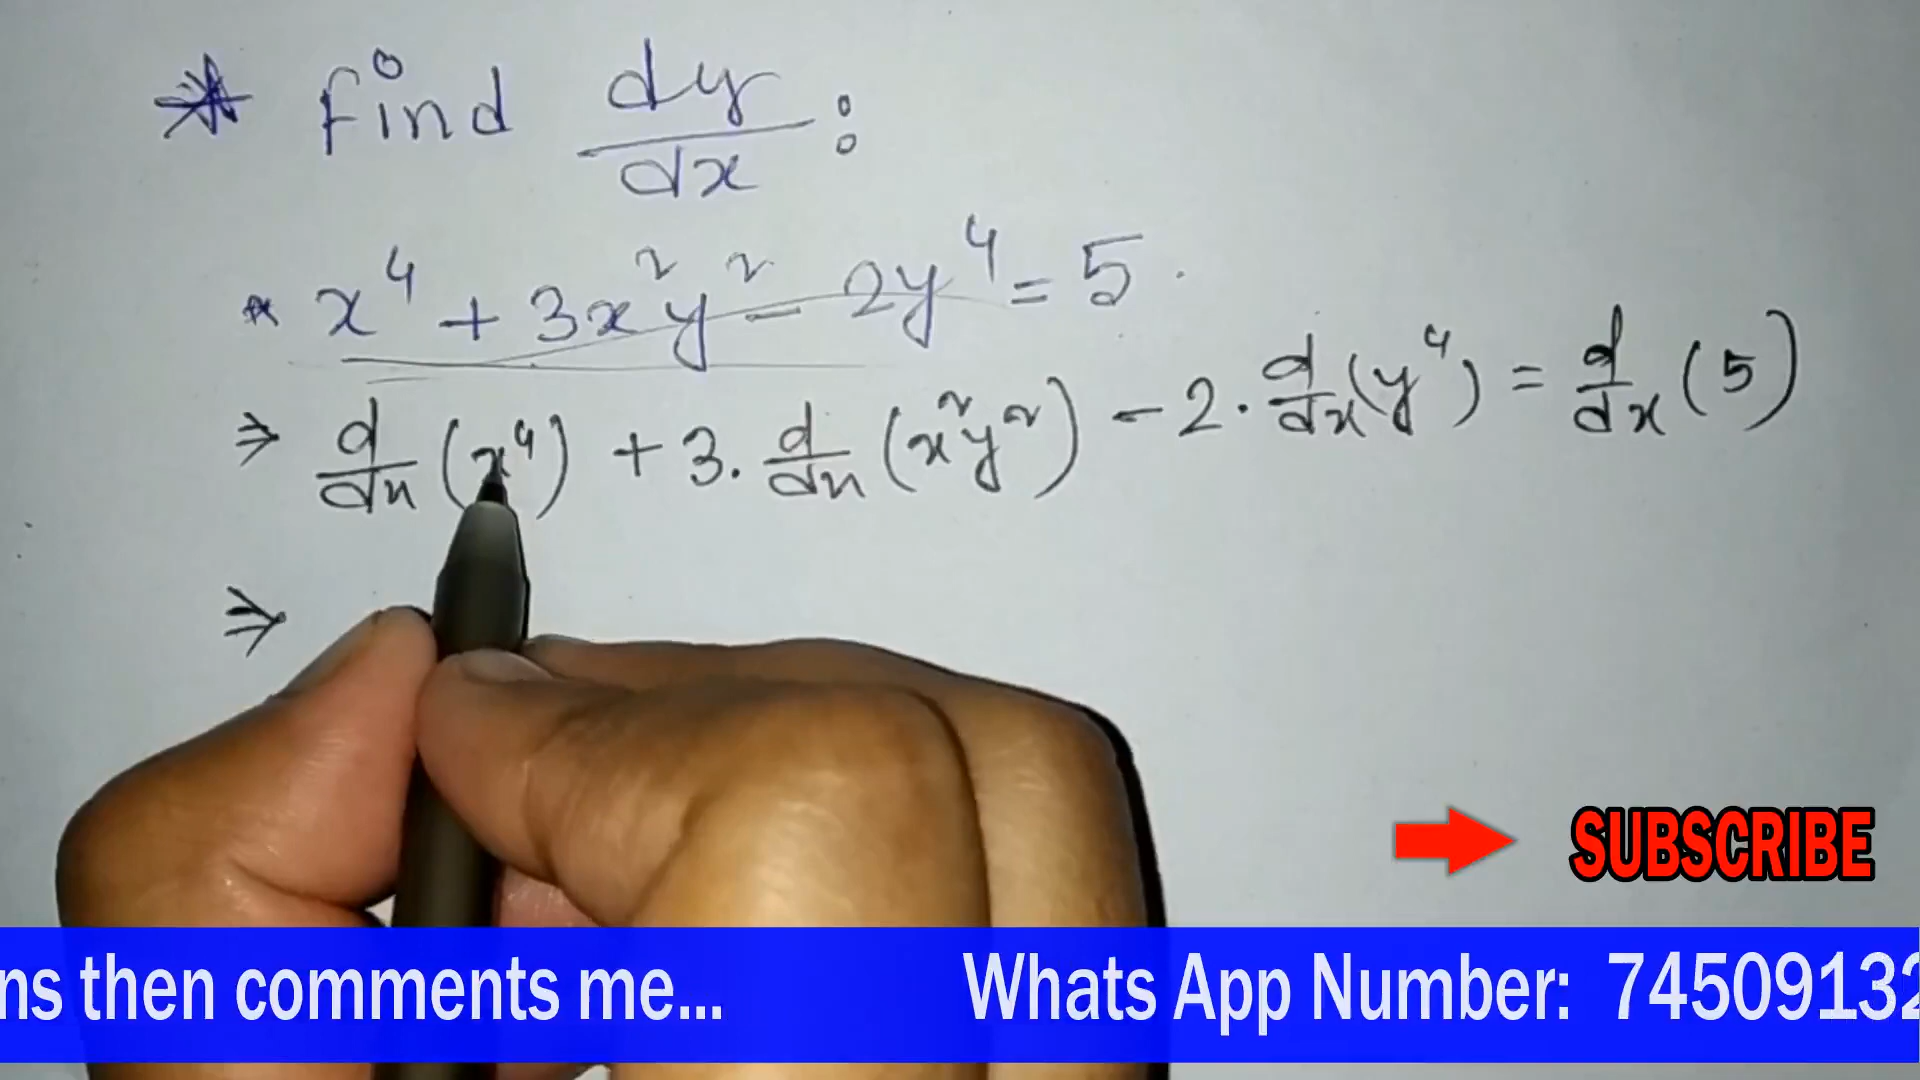 * Find dy/dx :
* x⁴ + 3x²y² - 2y⁴ = 5.
⇒ d/dx (x⁴) + 3. d/dx (x²y²) - 2. d/dx (y⁴) = d/dx (5)
⇒
SUBSCRIBE
ns then comments me... Whats App Number: 74509132